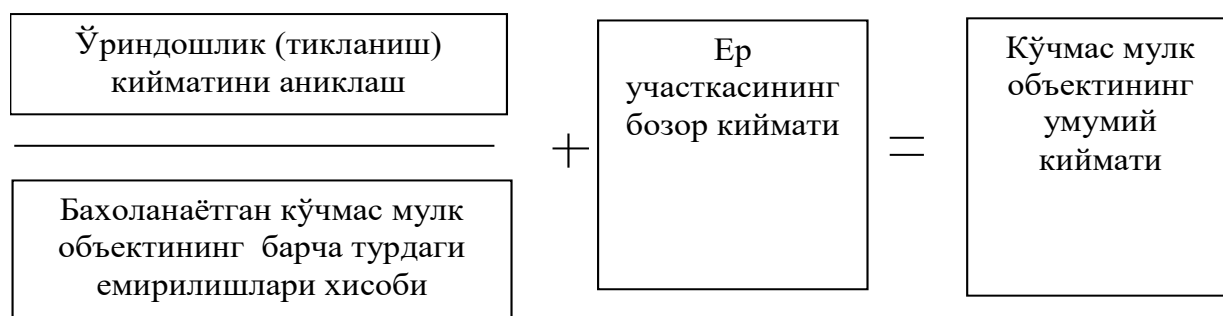 Ўриндошлик (тикланиш)
кийматини аниклаш
Бахоланаётган кўчмас мулк
объектининг барча турдаги
емирилишлари хисоби
+
Ер
участкасининг
бозор киймати
=
Кўчмас мулк
объектининг
умумий
киймати